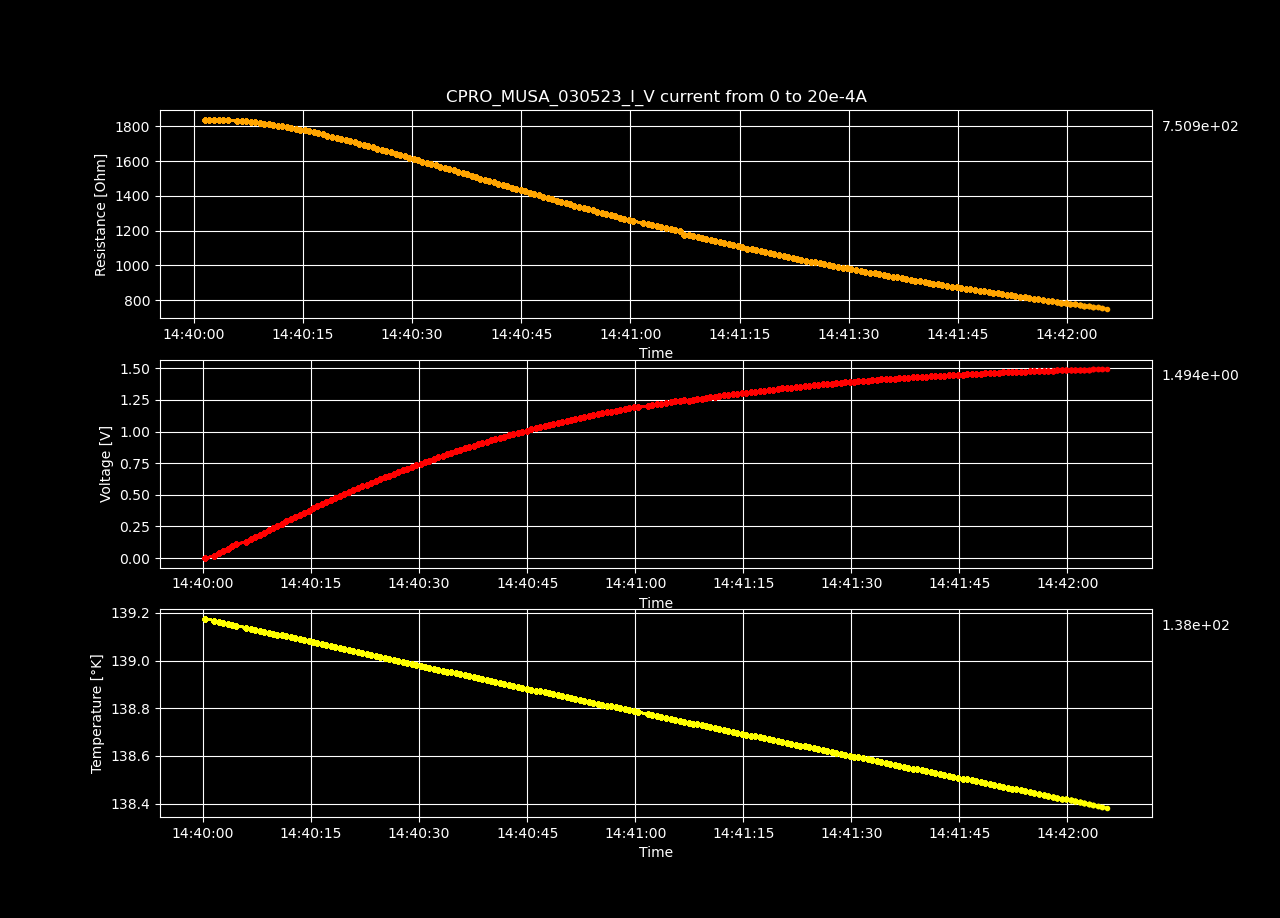 CPRO_MUSA_030523_I_V current from 0 to 20e-4A
7.509e+02
Resistance [Ohm]
1800
1600
1400
1200
1000
800
14:40:00 14:40:15 14:40:30 14:40:45 14:41:00 14:41:15 14:41:30 14:41:45 14:42:00
Time
1.494e+00
Voltage [V]
1.50
1.25
1.00
0.75
0.50
0.25
0.00
14:40:00 14:40:15 14:40:30 14:40:45 14:41:00 14:41:15 14:41:30 14:41:45 14:42:00
Time
1.38e+02
Temperature [°K]
139.2
139.0
138.8
138.6
138.4
14:40:00 14:40:15 14:40:30 14:40:45 14:41:00 14:41:15 14:41:30 14:41:45 14:42:00
Time